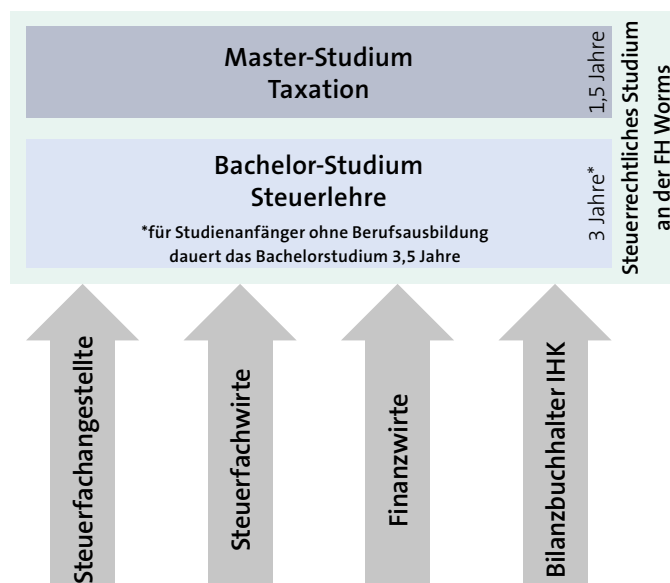 Master-Studium
Taxation
1,5 Jahre
Bachelor-Studium
Steuerlehre
*für Studienanfänger ohne Berufsausbildung
dauert das Bachelorstudium 3,5 Jahre
3 Jahre*
Steuerrechtliches Studium
an der FH Worms
Steuerfachangestellte
Steuerfachwirte
Finanzwirte
Bilanzbuchhalter IHK